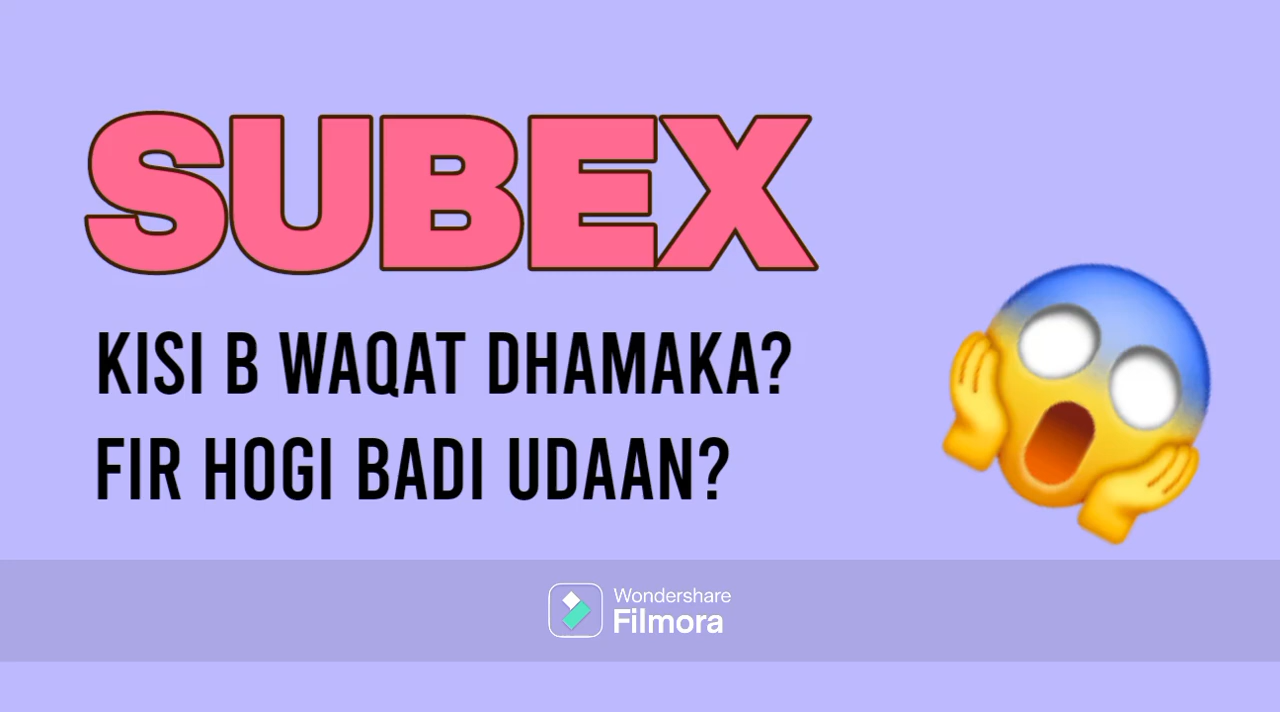 SUBEX
KISI B WAQAT DHAMAKA?
FIR HOGI BADI UDAAN?
Wondershare
Filmora